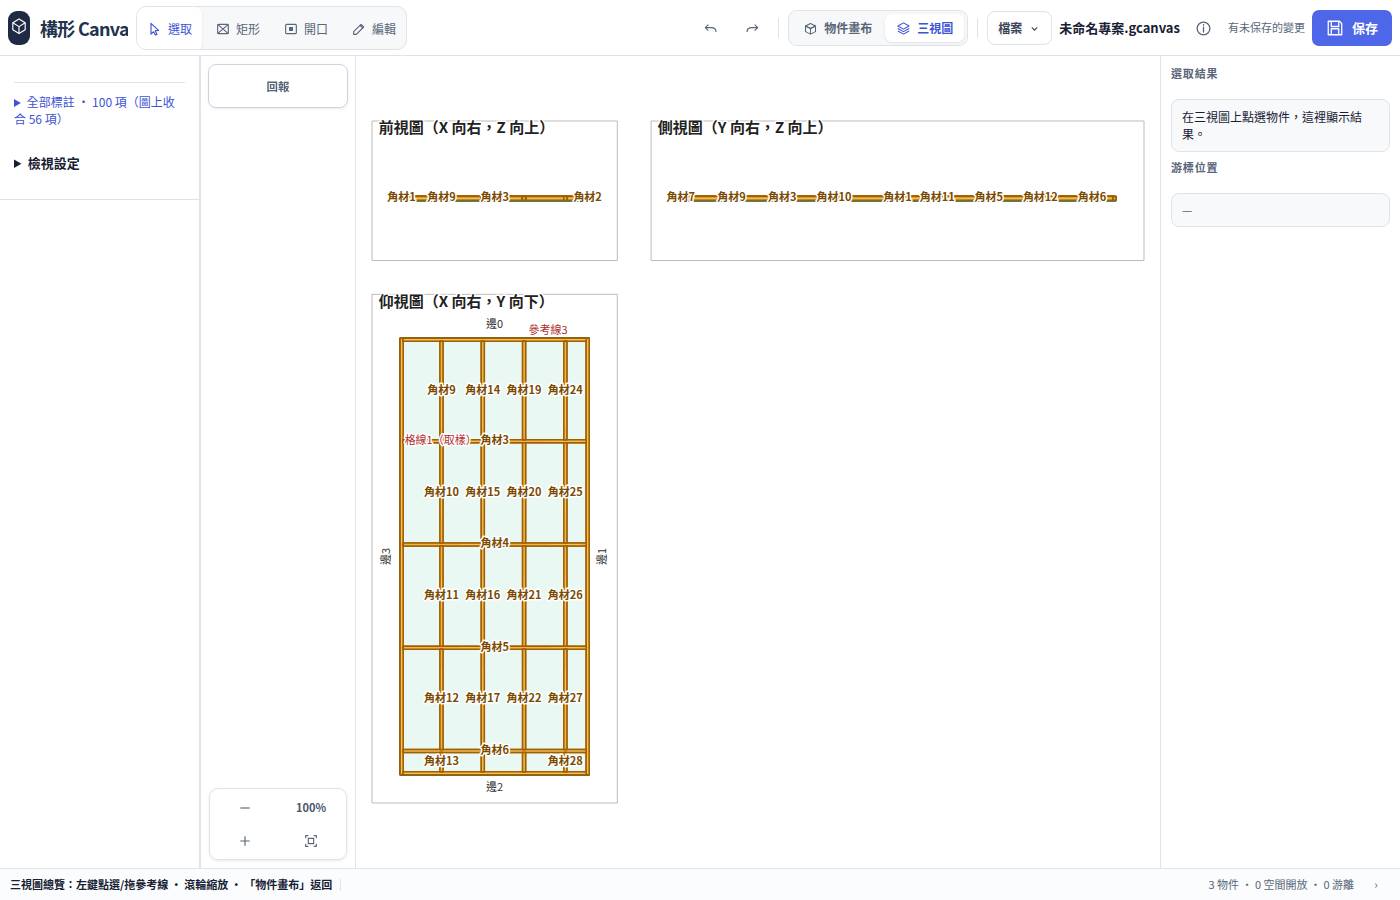 構形 Canva
選取
矩形
開口
編輯
物件畫布
三視圖
檔案
未命名專案.gcanvas
有未保存的變更
保存
▶ 全部標註 · 100 項（圖上收
合 56 項）
▶ 檢視設定
回報
100%
前視圖（X 向右，Z 向上）
角材1 角材9 角材3 角材2
側視圖（Y 向右，Z 向上）
角材7 角材9 角材3 角材10 角材1 角材11 角材5 角材12 角材6
仰視圖（X 向右，Y 向下）
邊0
參考線3
角材9 角材14 角材19 角材24
格線1（取樣） 角材3
角材10 角材15 角材20 角材25
角材4
邊3
邊1
角材11 角材16 角材21 角材26
角材5
角材12 角材17 角材22 角材27
角材6
角材13 角材28
邊2
選取結果
在三視圖上點選物件，這裡顯示結
果。
游標位置
—
三視圖總覽：左鍵點選/拖參考線 · 滾輪縮放 · 「物件畫布」返回
3 物件 · 0 空間開放 · 0 游離